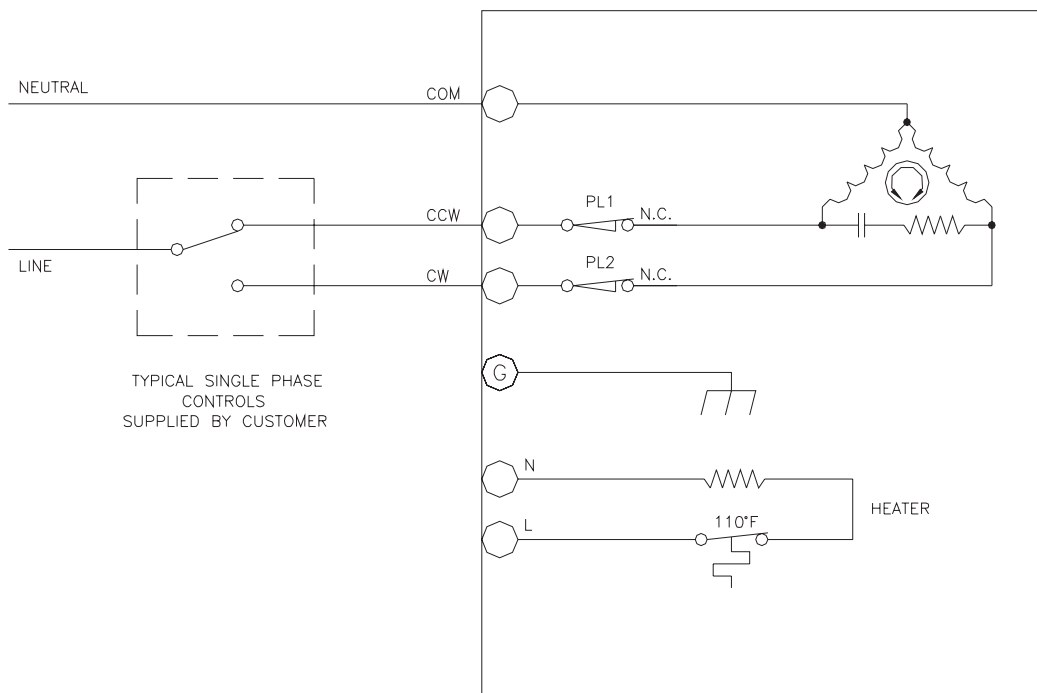 NEUTRAL
COM
PL1
CCW
N.C.
LINE
PL2
CW
N.C.
TYPICAL SINGLE PHASE
CONTROLS
SUPPLIED BY CUSTOMER
G
N
HEATER
L
110°F